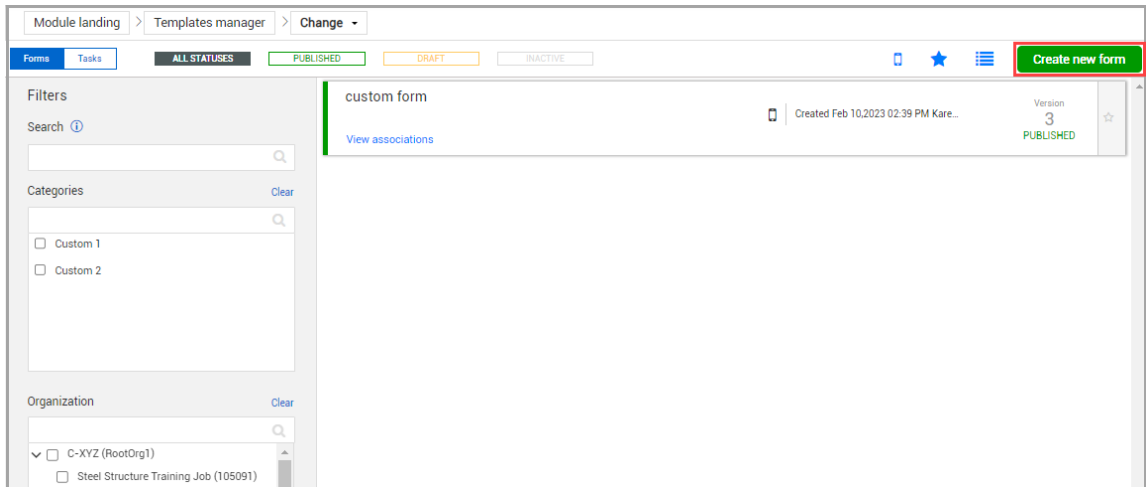 Module landing > Templates manager > Change
Forms Tasks ALL STATUSES PUBLISHED DRAFT INACTIVE Create new form
Filters
Search
Categories Clear
Custom 1
Custom 2
Organization Clear
C-XYZ (RootOrg1)
Steel Structure Training Job (105091)
custom form
View associations
Created Feb 10,2023 02:39 PM Kare...
Version
3
PUBLISHED